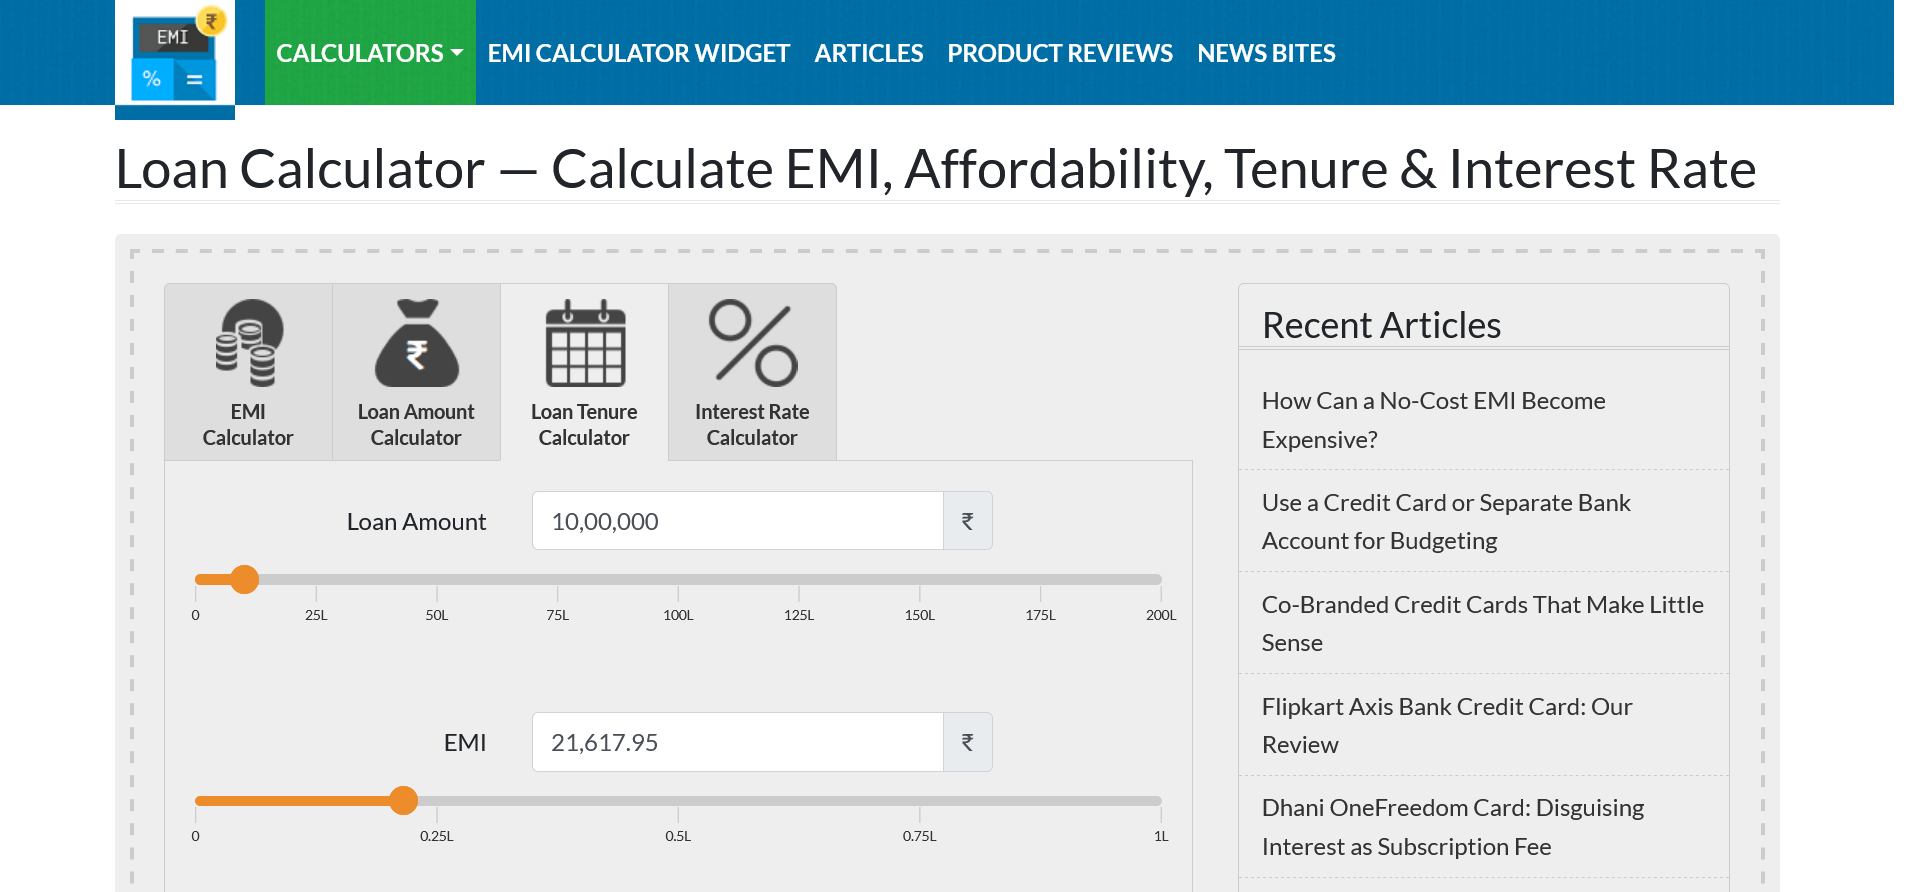 EMI
₹
%
=
CALCULATORS EMI CALCULATOR WIDGET ARTICLES PRODUCT REVIEWS NEWS BITES
Loan Calculator — Calculate EMI, Affordability, Tenure & Interest Rate
EMI
Calculator
₹
Loan Amount
Calculator
Loan Tenure
Calculator
Interest Rate
Calculator
Loan Amount 10,00,000 ₹
0 25L 50L 75L 100L 125L 150L 175L 200L
EMI 21,617.95 ₹
0 0.25L 0.5L 0.75L 1L
Recent Articles
How Can a No-Cost EMI Become
Expensive?
Use a Credit Card or Separate Bank
Account for Budgeting
Co-Branded Credit Cards That Make Little
Sense
Flipkart Axis Bank Credit Card: Our
Review
Dhani OneFreedom Card: Disguising
Interest as Subscription Fee